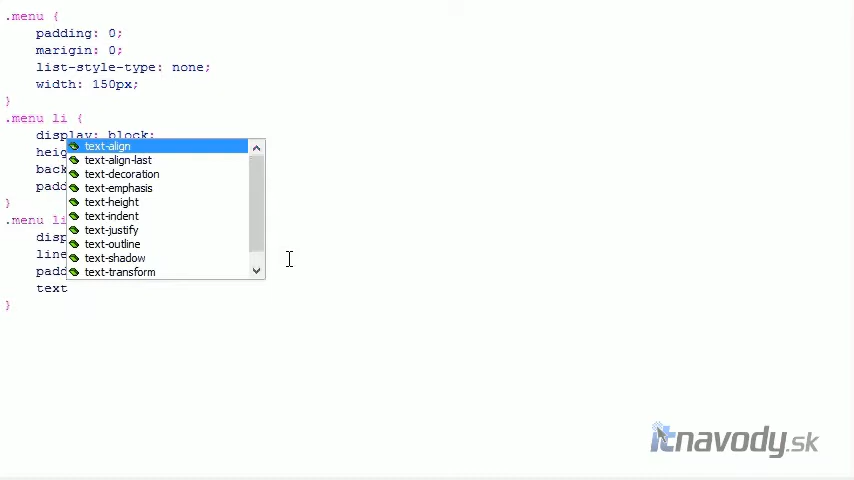 .menu {
padding: 0;
marigin: 0;
list-style-type: none;
width: 150px;
}
.menu li {
display: block;
heig
back
padd
}
.menu li
disp
line
padd
text
}
text-align
text-align-last
text-decoration
text-emphasis
text-height
text-indent
text-justify
text-outline
text-shadow
text-transform
itnavody.sk